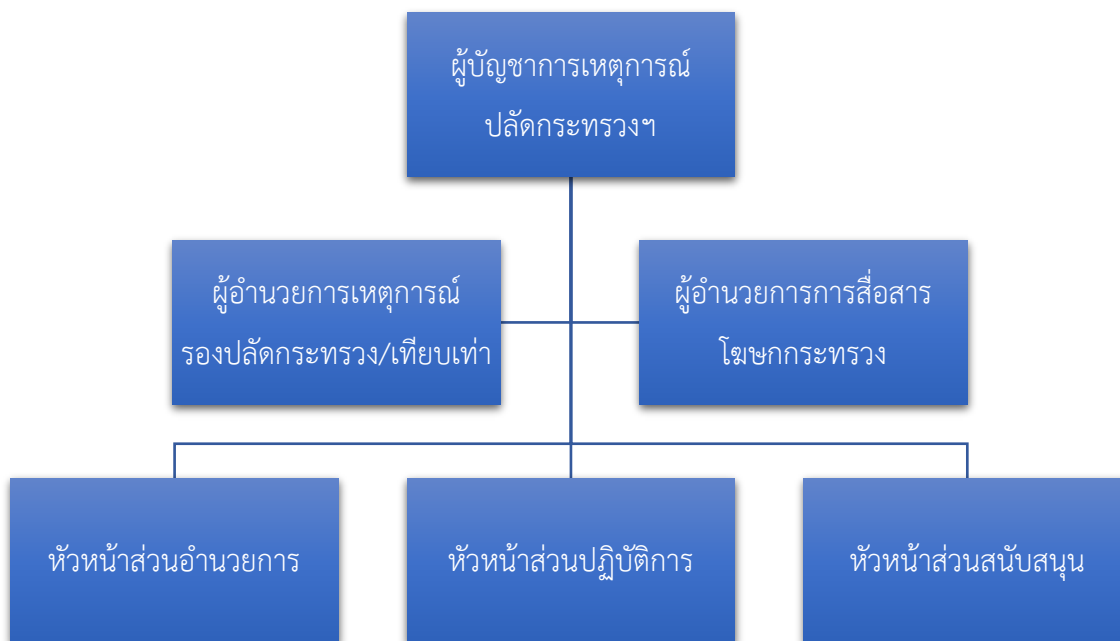 ผู้บัญชาการเหตุการณ์
ปลัดกระทรวงฯ
ผู้อำนวยการเหตุการณ์
รองปลัดกระทรวง/เทียบเท่า
ผู้อำนวยการการสื่อสาร
โฆษกกระทรวง
หัวหน้าส่วนอำนวยการ
หัวหน้าส่วนปฏิบัติการ
หัวหน้าส่วนสนับสนุน